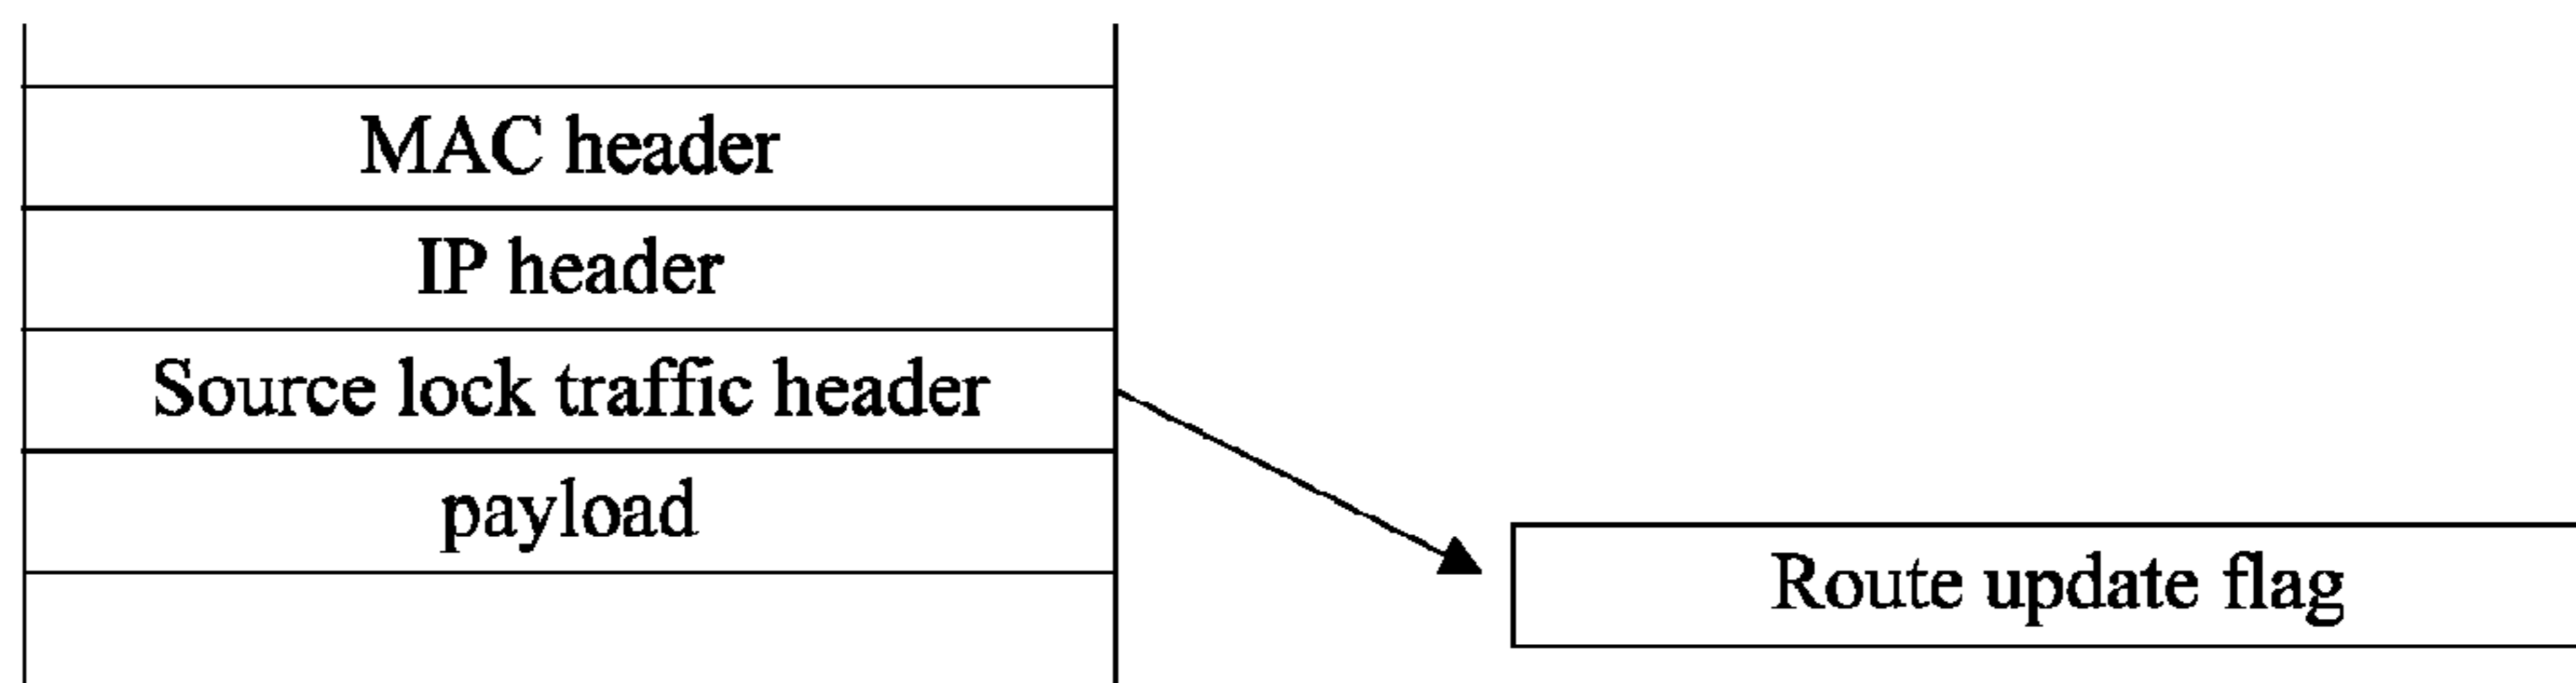 MAC header
IP header
Source lock traffic header
payload
Route update flag